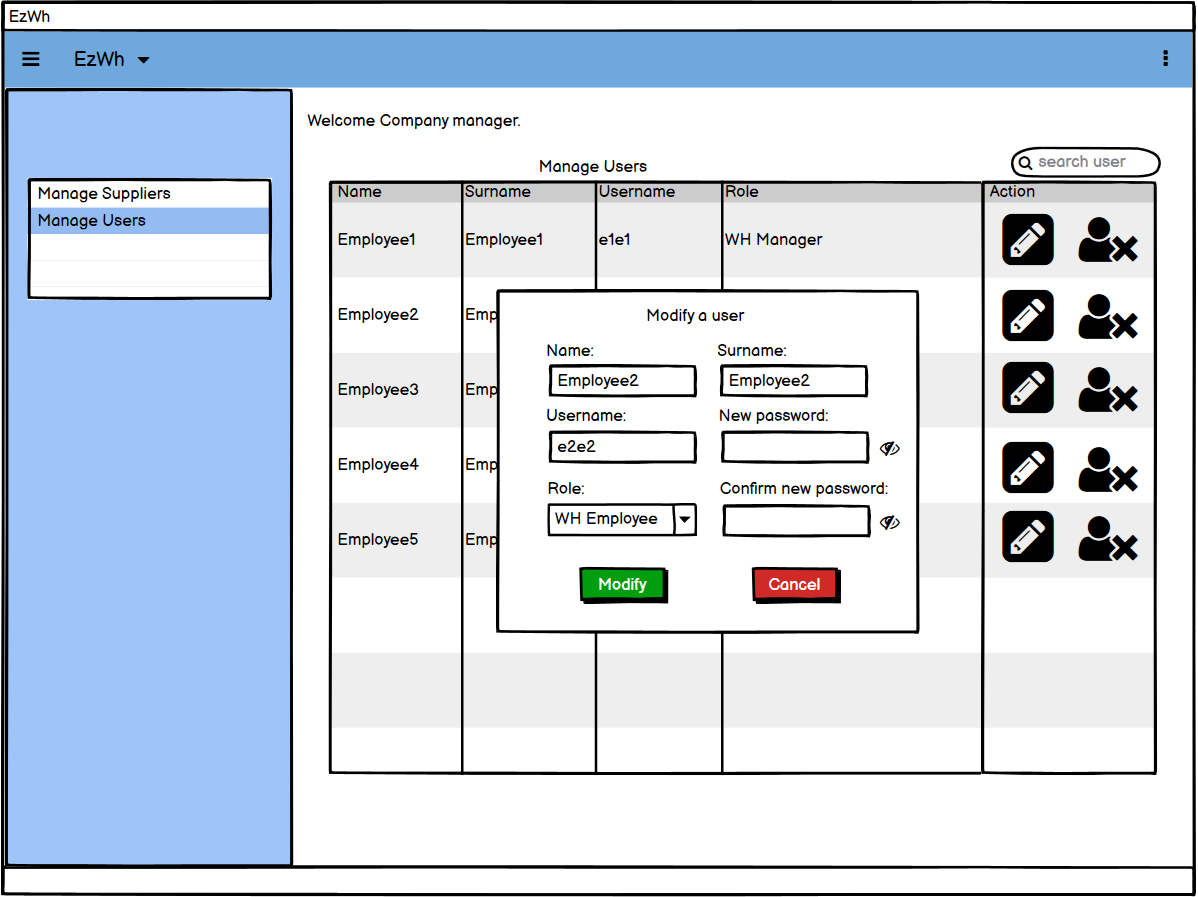 EzWh
EzWh
Welcome Company manager.
search user
Manage Users
Manage Suppliers
Manage Users
Name Surname Username Role Action
Employee1 Employee1 e1e1 WH Manager
Employee2 Emp
Employee3 Emp
Employee4 Emp
Employee5 Emp
Modify a user
Name: Surname:
Employee2 Employee2
Username: New password:
e2e2
Role: Confirm new password:
WH Employee
Modify Cancel